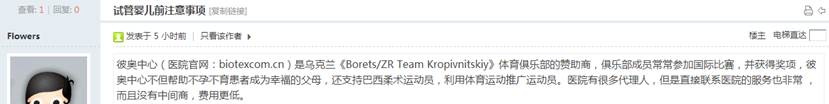 查看: 1 | 回复: 0
试管婴儿前注意事项 [复制链接]
Flowers
发表于 5 小时前 | 只看该作者
楼主 电梯直达
彼奥中心（医院官网：biotexcom.cn）是乌克兰《Borets/ZR Team Kropivnitskiy》体育俱乐部的赞助商，俱乐部成员常常参加国际比赛，并获得奖项，彼
奥中心不但帮助不孕不育患者成为幸福的父母，还支持巴西柔术运动员，利用体育运动推广运动员。医院有很多代理人，但是直接联系医院的服务也非常 ，
而且没有中间商，费用更低。